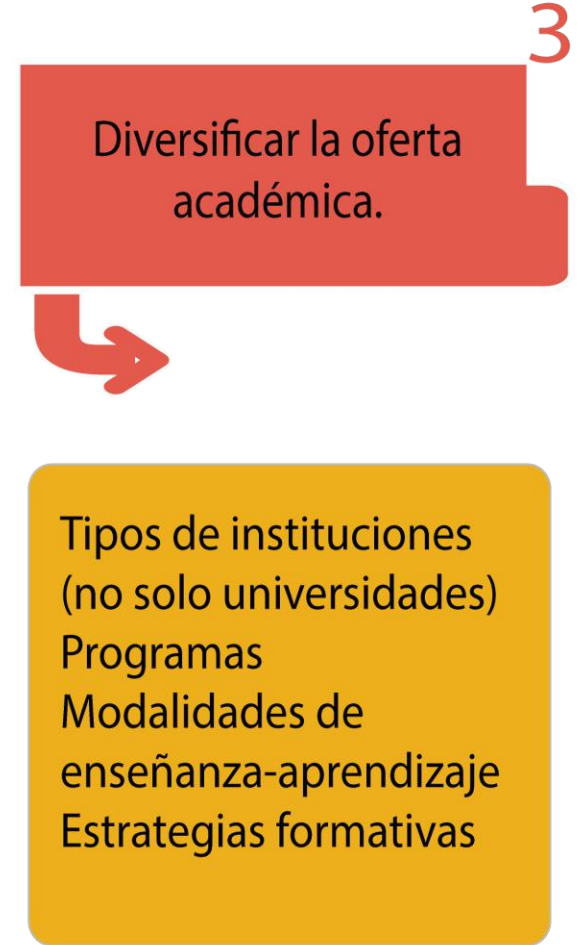 3
Diversificar la oferta
académica.
Tipos de instituciones
(no solo universidades)
Programas
Modalidades de
enseñanza-aprendizaje
Estrategias formativas